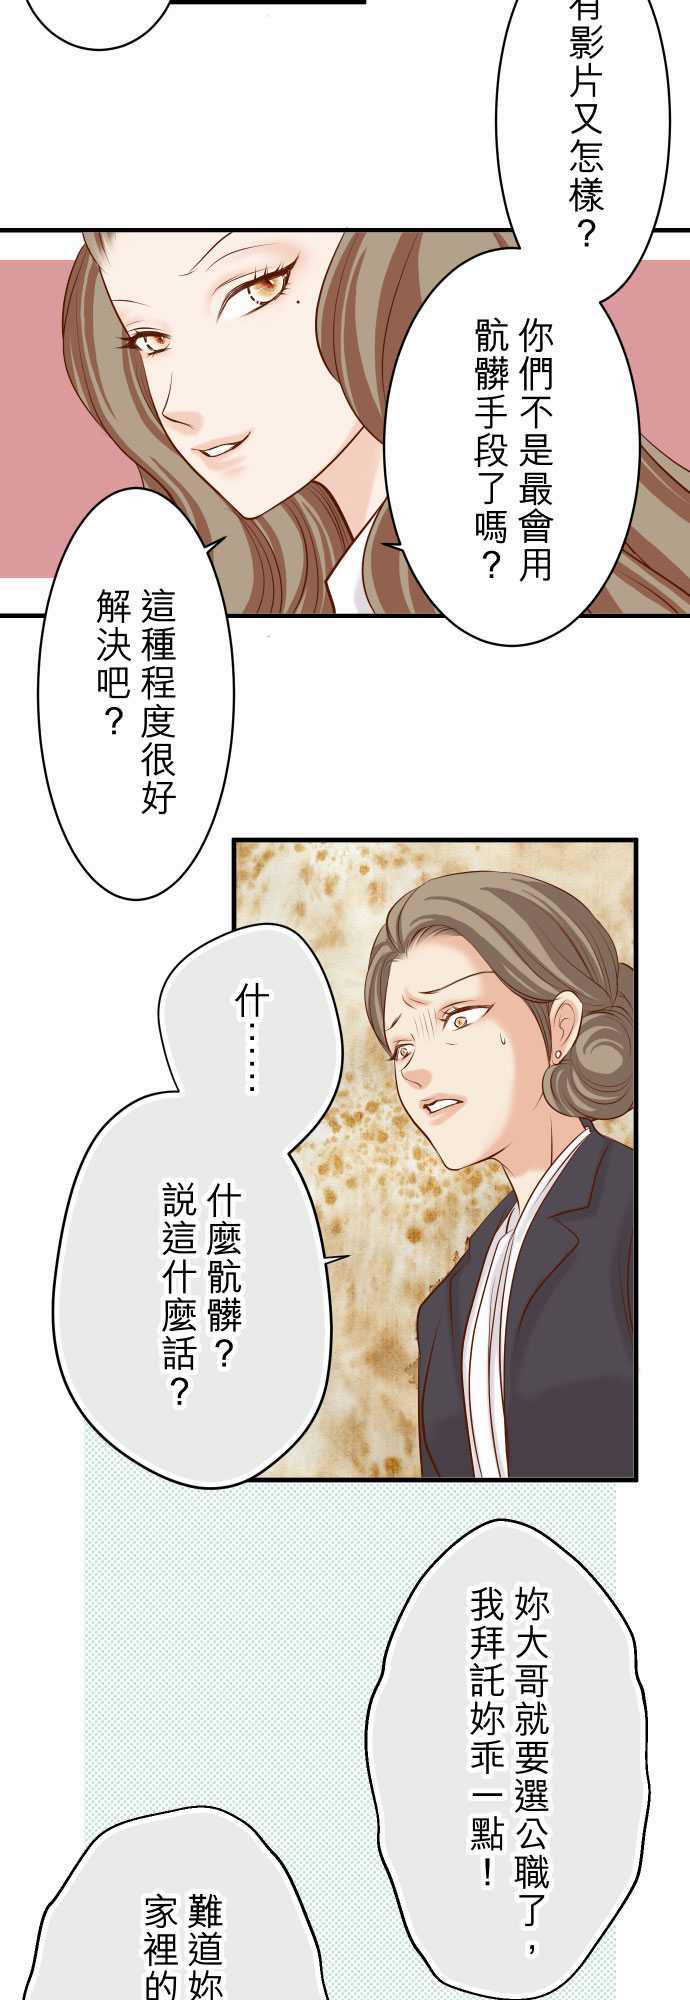 有影片又怎樣？
你們不是最會用
骯髒手段了嗎？
這種程度很好
解決吧？
什……
什麼骯髒？
說這什麼話？
妳大哥就要選公職了，
我拜託妳乖一點！
難道妳
家裡的